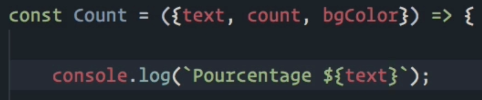 const Count = ({text, count, bgColor}) => {
console.log(`Pourcentage ${text}`);